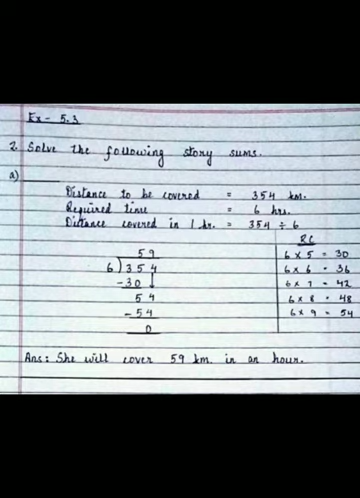 Ex - 5.3
2. Solve the following story sums.
a)
Distance to be covered = 354 km.
Required time = 6 hrs.
Distance covered in 1 hr. = 354 ÷ 6
59
6)354
-30
54
-54
0
RC
6 x 5 = 30
6 x 6 = 36
6 x 7 = 42
6 x 8 = 48
6 x 9 = 54
Ans: She will cover 59 km in an hour.